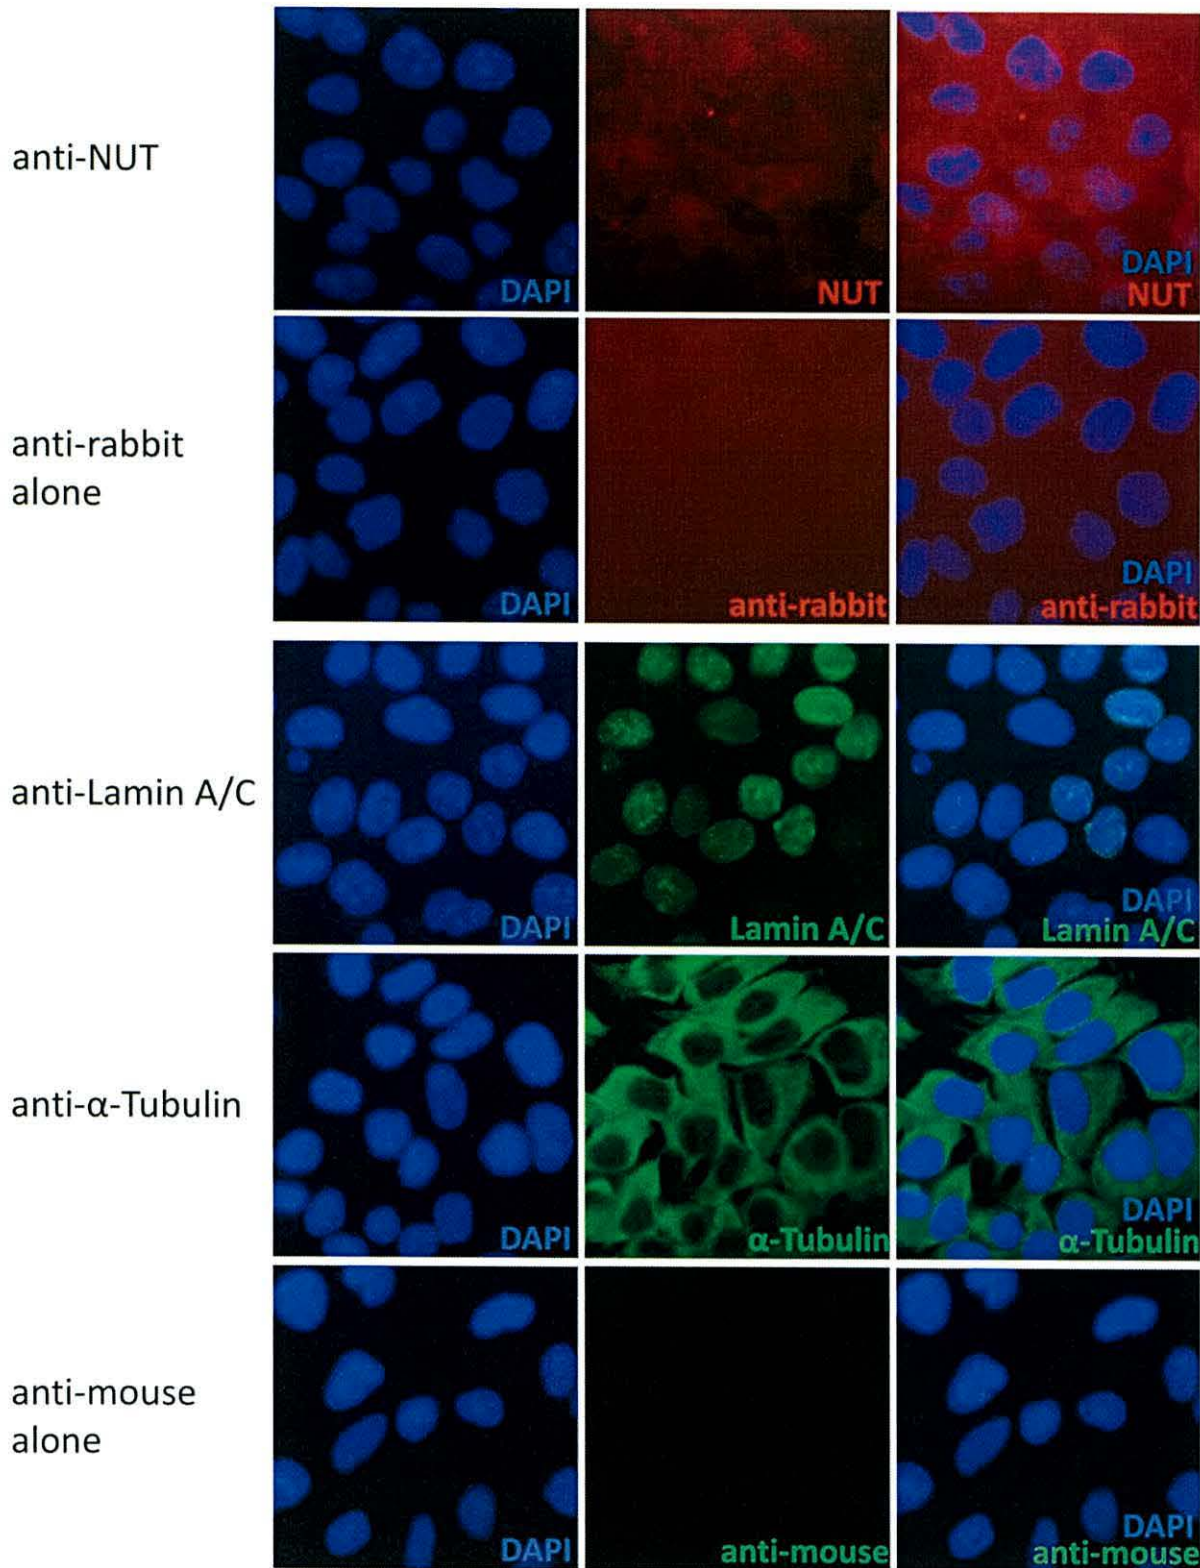 anti-NUT
DAPI
NUT
DAPI
NUT
anti-rabbit
alone
DAPI
anti-rabbit
DAPI
anti-rabbit
anti-Lamin A/C
DAPI
Lamin A/C
DAPI
Lamin A/C
anti-α-Tubulin
DAPI
α-Tubulin
DAPI
α-Tubulin
anti-mouse
alone
DAPI
anti-mouse
DAPI
anti-mouse